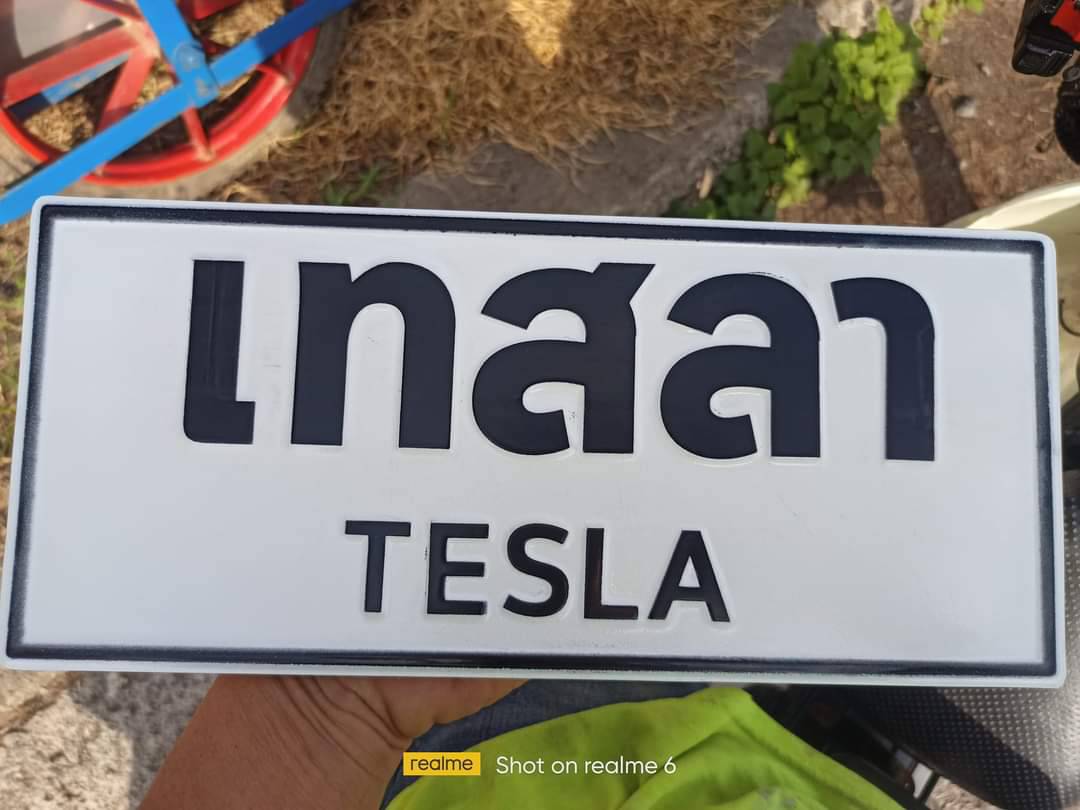 เทสลา
TESLA
realme Shot on realme 6